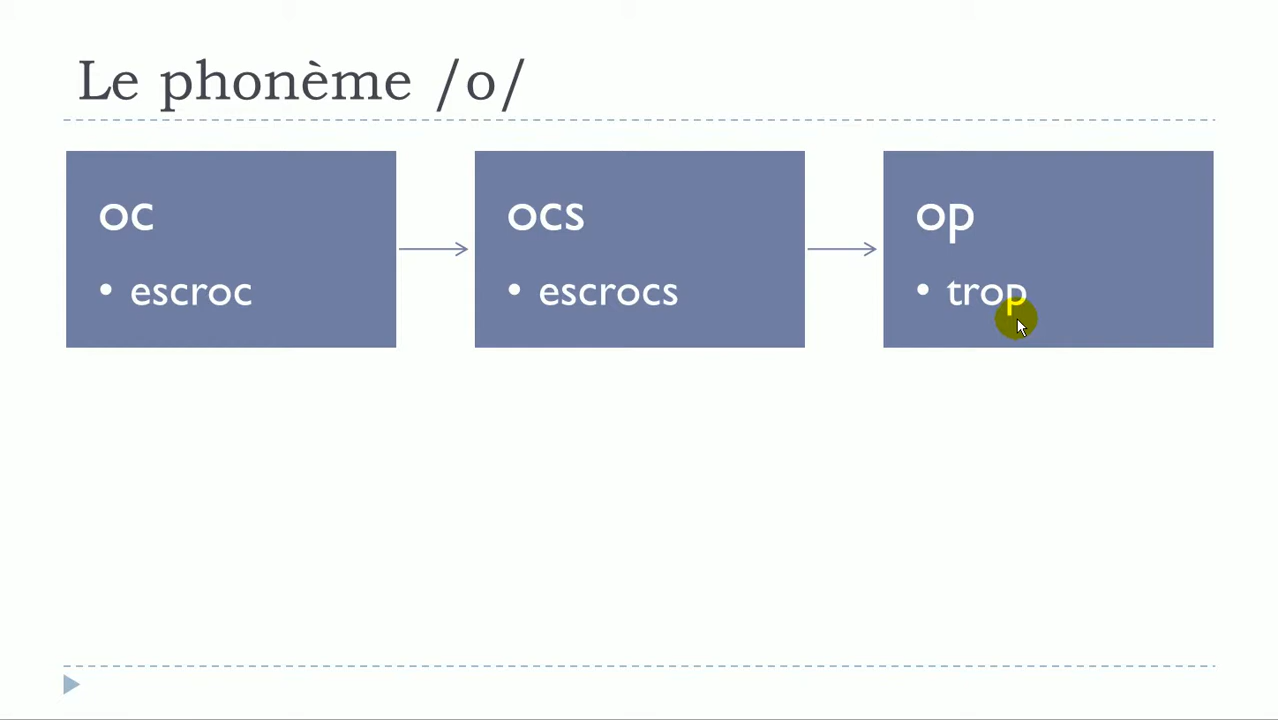 Le phonème /o/
oc
• escroc
ocs
• escrocs
op
• trop